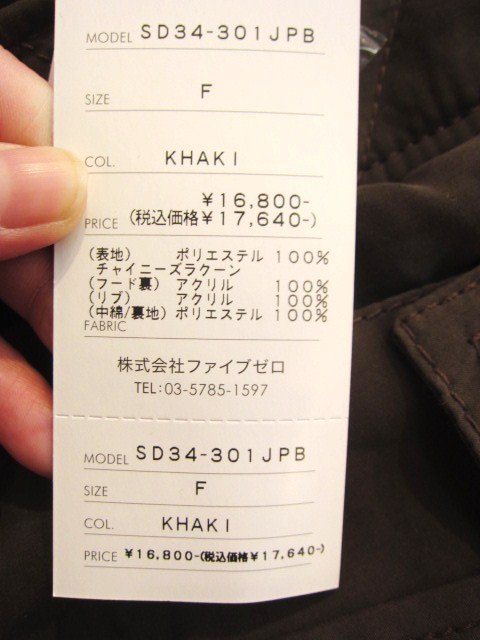 MODEL SD34-301JPB
SIZE F
COL. KHAKI
¥16,800-
PRICE (税込価格¥17,640-)
(表地) ポリエステル 100%
チャイニーズラクーン
(フード裏) アクリル 100%
(リブ) アクリル 100%
(中綿/裏地) ポリエステル 100%
FABRIC
株式会社ファイブゼロ
TEL:03-5785-1597
MODEL SD34-301JPB
SIZE F
COL. KHAKI
PRICE ¥16,800-(税込価格¥17,640-)